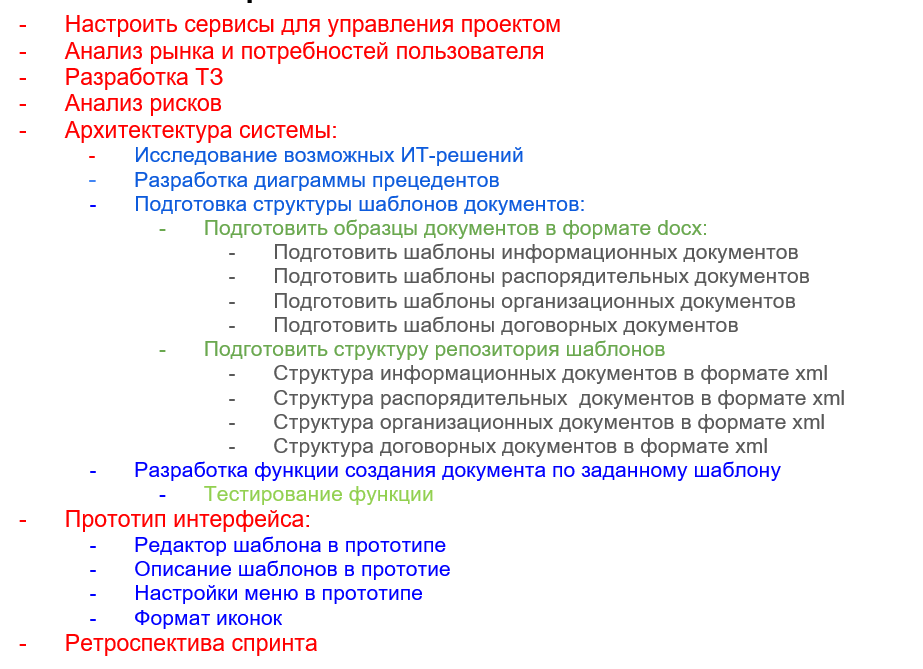 - Настроить сервисы для управления проектом
- Анализ рынка и потребностей пользователя
- Разработка ТЗ
- Анализ рисков
- Архитектектура системы:
- Исследование возможных ИТ-решений
- Разработка диаграммы прецедентов
- Подготовка структуры шаблонов документов:
- Подготовить образцы документов в формате docx:
- Подготовить шаблоны информационных документов
- Подготовить шаблоны распорядительных документов
- Подготовить шаблоны организационных документов
- Подготовить шаблоны договорных документов
- Подготовить структуру репозитория шаблонов
- Структура информационных документов в формате xml
- Структура распорядительных  документов в формате xml
- Структура организационных документов в формате xml
- Структура договорных документов в формате xml
- Разработка функции создания документа по заданному шаблону
- Тестирование функции
- Прототип интерфейса:
- Редактор шаблона в прототипе
- Описание шаблонов в прототие
- Настройки меню в прототипе
- Формат иконок
- Ретроспектива спринта